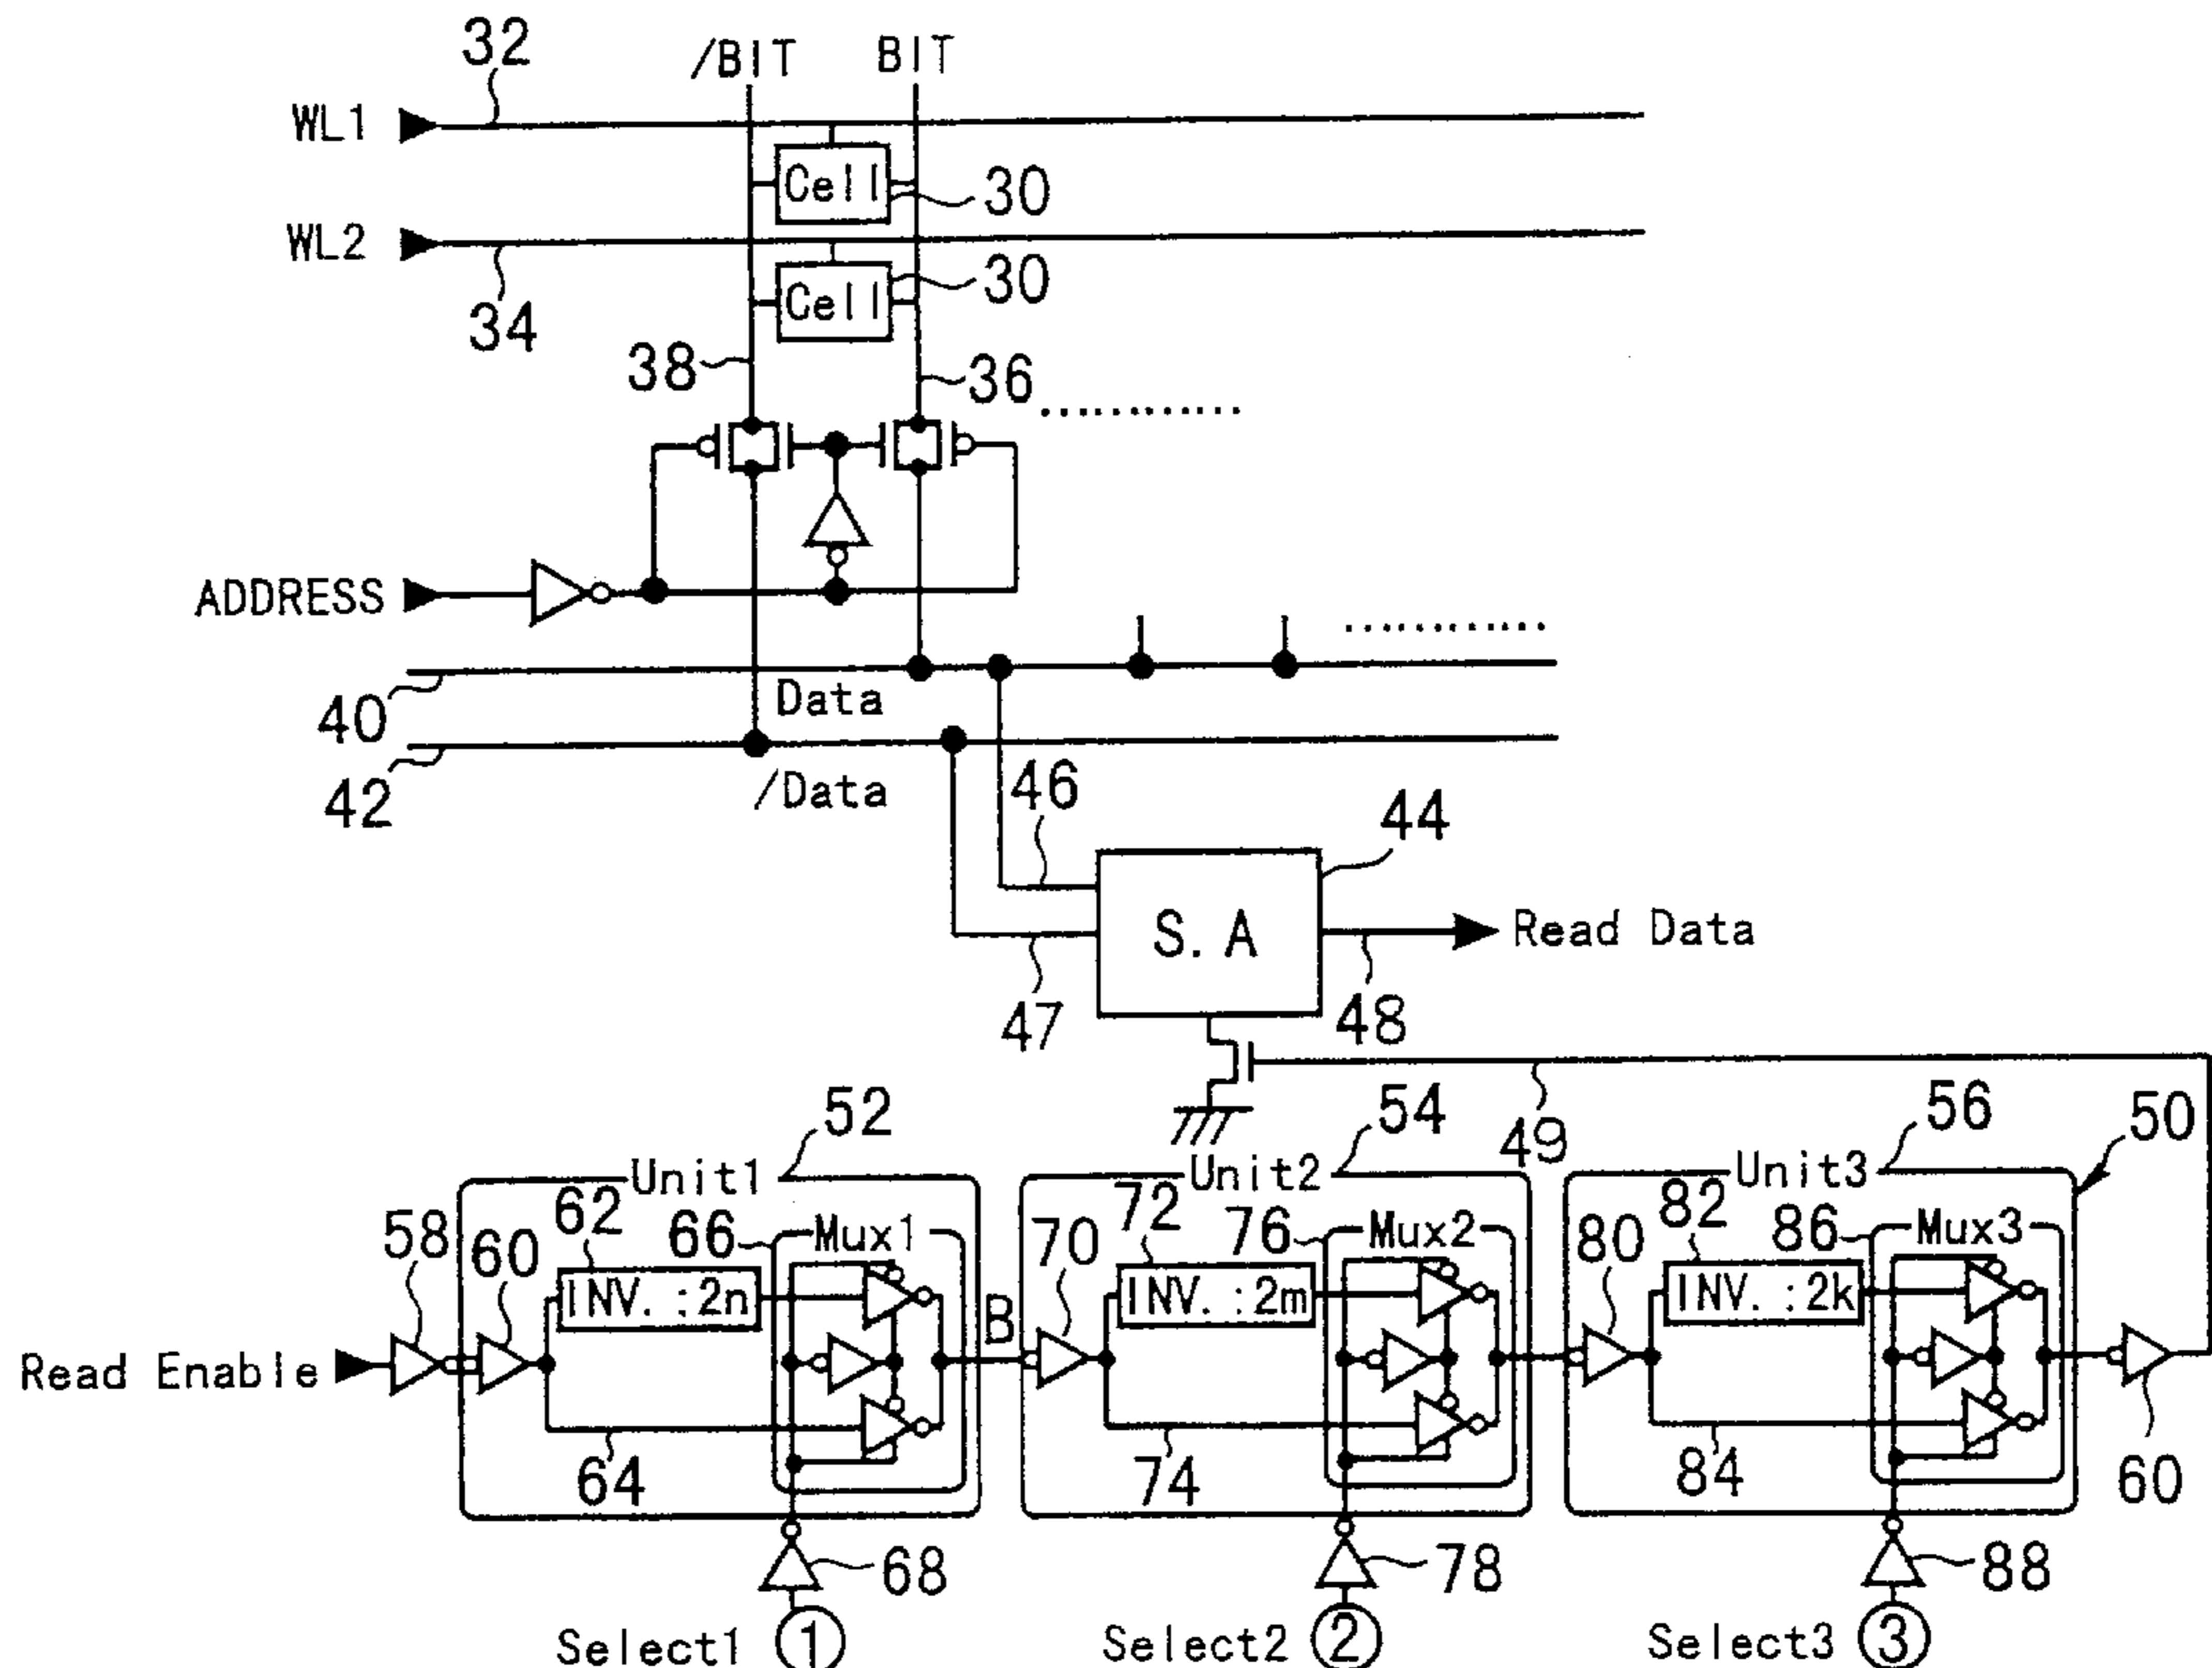 32
/BIT BIT
WL1
Cell 30
WL2
34
Cell 30
38 36
ADDRESS
40 Data
42 /Data
46
44
S. A
Read Data
47
48
49
52 54 56 50
Unit1 Unit2 Unit3
58 60 62 66 Mux1
70 72 76 Mux2
80 82 86 Mux3
INV. :2n
INV. :2m
INV. :2k
Read Enable
B
64 74 84 60
68 78 88
Select1 ①
Select2 ②
Select3 ③